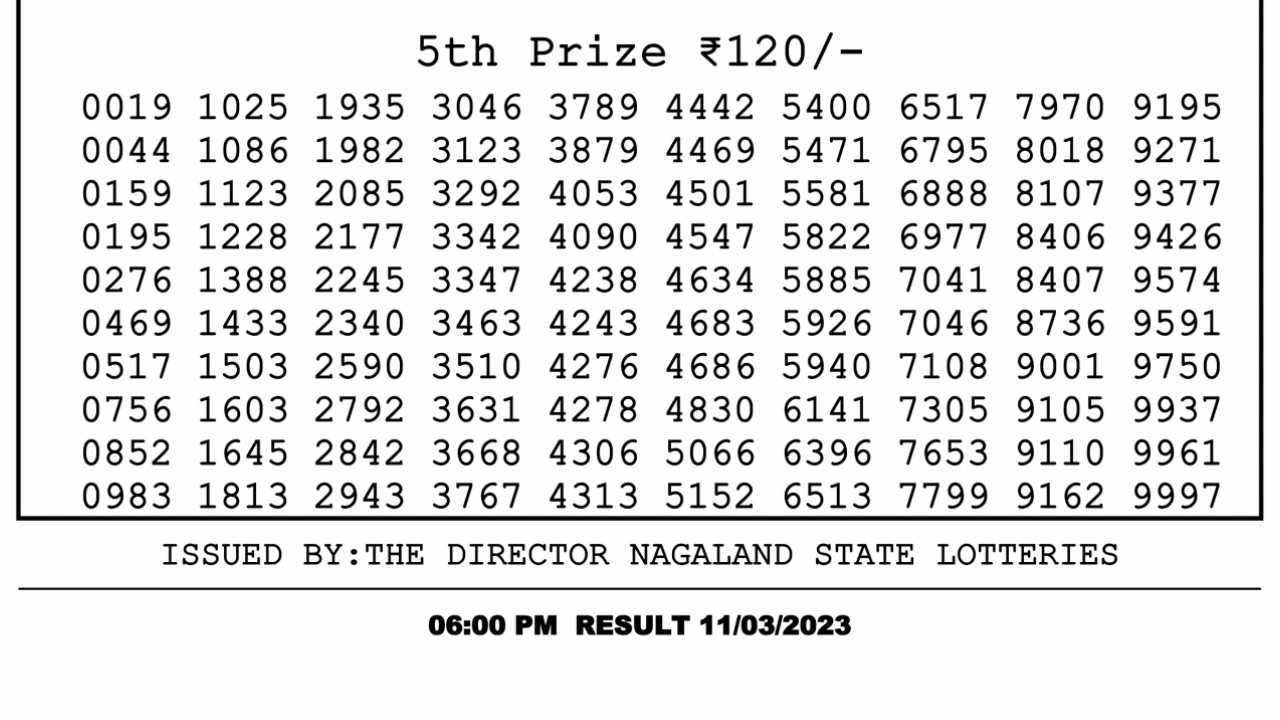 5th Prize ₹120/-
0019 1025 1935 3046 3789 4442 5400 6517 7970 9195
0044 1086 1982 3123 3879 4469 5471 6795 8018 9271
0159 1123 2085 3292 4053 4501 5581 6888 8107 9377
0195 1228 2177 3342 4090 4547 5822 6977 8406 9426
0276 1388 2245 3347 4238 4634 5885 7041 8407 9574
0469 1433 2340 3463 4243 4683 5926 7046 8736 9591
0517 1503 2590 3510 4276 4686 5940 7108 9001 9750
0756 1603 2792 3631 4278 4830 6141 7305 9105 9937
0852 1645 2842 3668 4306 5066 6396 7653 9110 9961
0983 1813 2943 3767 4313 5152 6513 7799 9162 9997
ISSUED BY:THE DIRECTOR NAGALAND STATE LOTTERIES
06:00 PM RESULT 11/03/2023